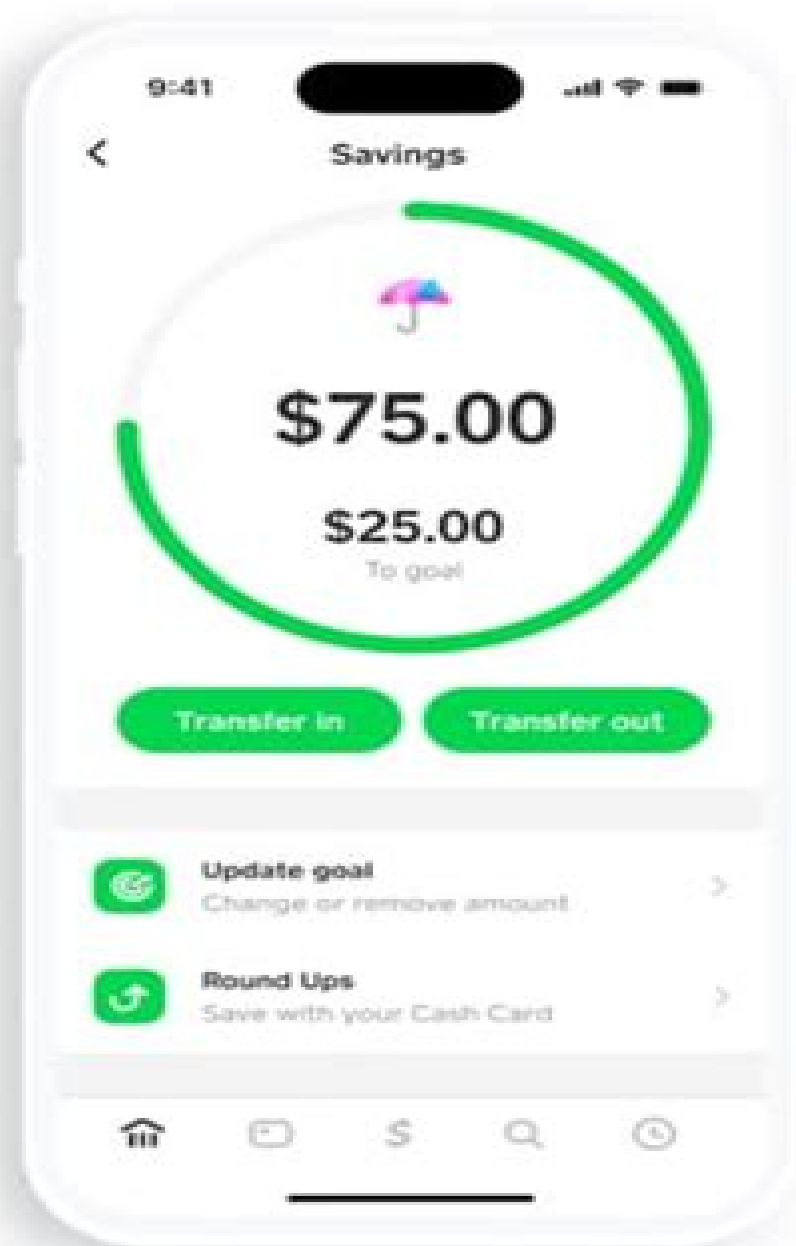 9:41
Savings
$75.00
$25.00
To goal
Transfer in
Transfer out
Update goal
Change or remove amount
Round Ups
Save with your Cash Card
$